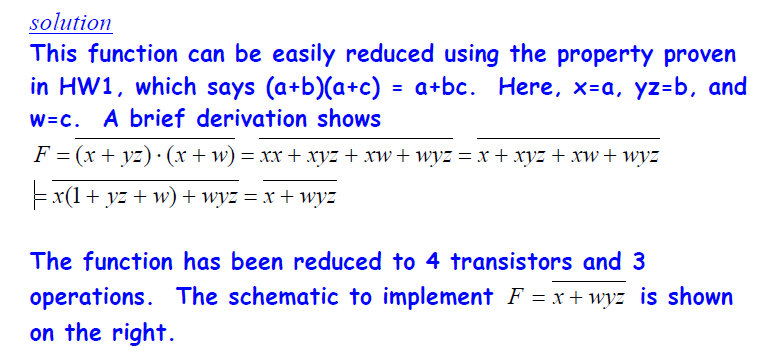 solution
This function can be easily reduced using the property proven
in HW1, which says (a+b)(a+c) = a+bc. Here, x=a, yz=b, and
w=c. A brief derivation shows
F = \overline{(x + yz) · (x + w)} = \overline{xx + xyz + xw + wyz} = \overline{x + xyz + xw + wyz}
= \overline{x(1 + yz + w) + wyz} = \overline{x + wyz}
The function has been reduced to 4 transistors and 3
operations. The schematic to implement F = \overline{x + wyz} is shown
on the right.